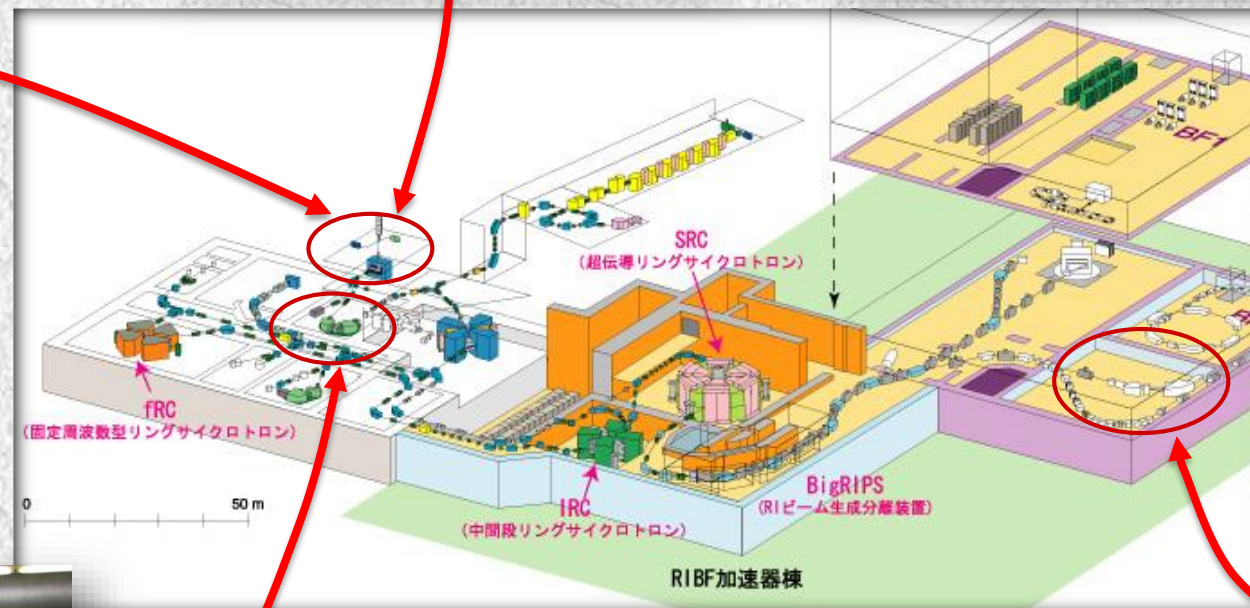 BF1
SRC
(超伝導リングサイクロトロン)
fRC
(固定周波数型リングサイクロトロン)
BigRIPS
(RIビーム生成分離装置)
IRC
(中間段リングサイクロトロン)
0 50 m
RIBF加速器棟